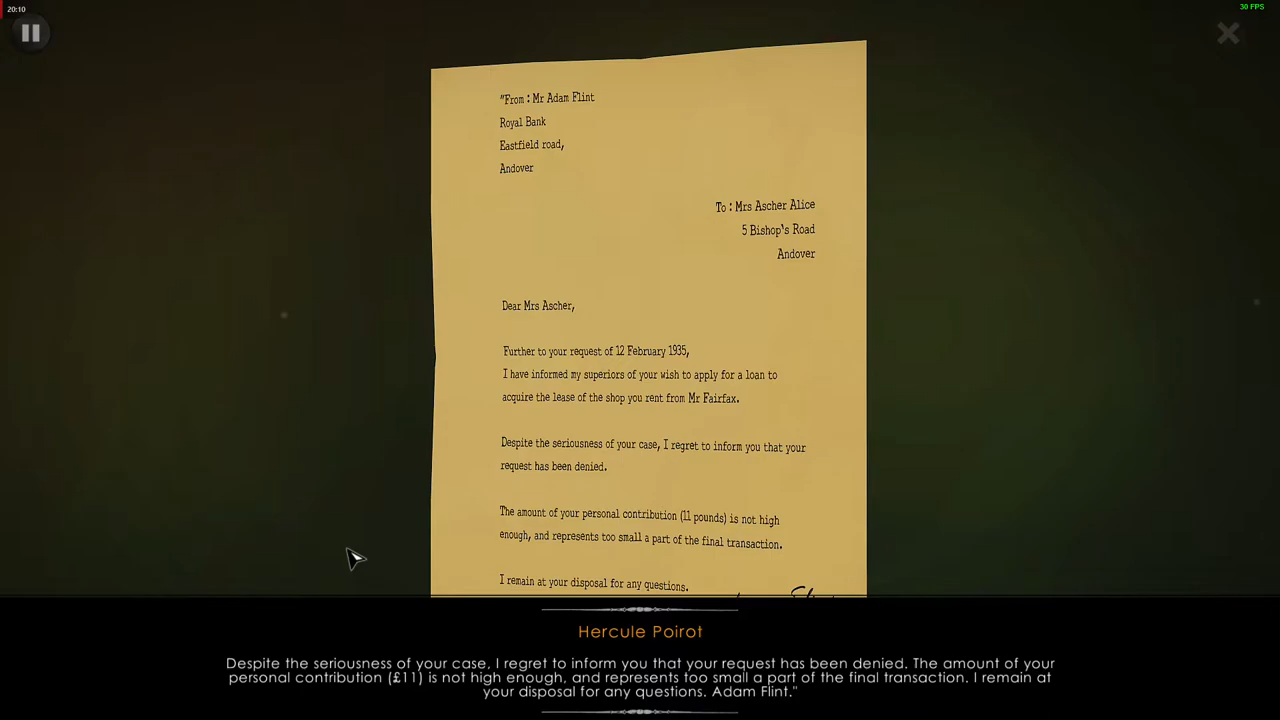 20:10
30 FPS
"From : Mr Adam Flint
Royal Bank
Eastfield road,
Andover
To : Mrs Ascher Alice
5 Bishop's Road
Andover
Dear Mrs Ascher,
Further to your request of 12 February 1935,
I have informed my superiors of your wish to apply for a loan to
acquire the lease of the shop you rent from Mr Fairfax.
Despite the seriousness of your case, I regret to inform you that your
request has been denied.
The amount of your personal contribution (11 pounds) is not high
enough, and represents too small a part of the final transaction.
I remain at your disposal for any questions.
Hercule Poirot
Despite the seriousness of your case, I regret to inform you that your request has been denied. The amount of your
personal contribution (£11) is not high enough, and represents too small a part of the final transaction. I remain at
your disposal for any questions. Adam Flint."